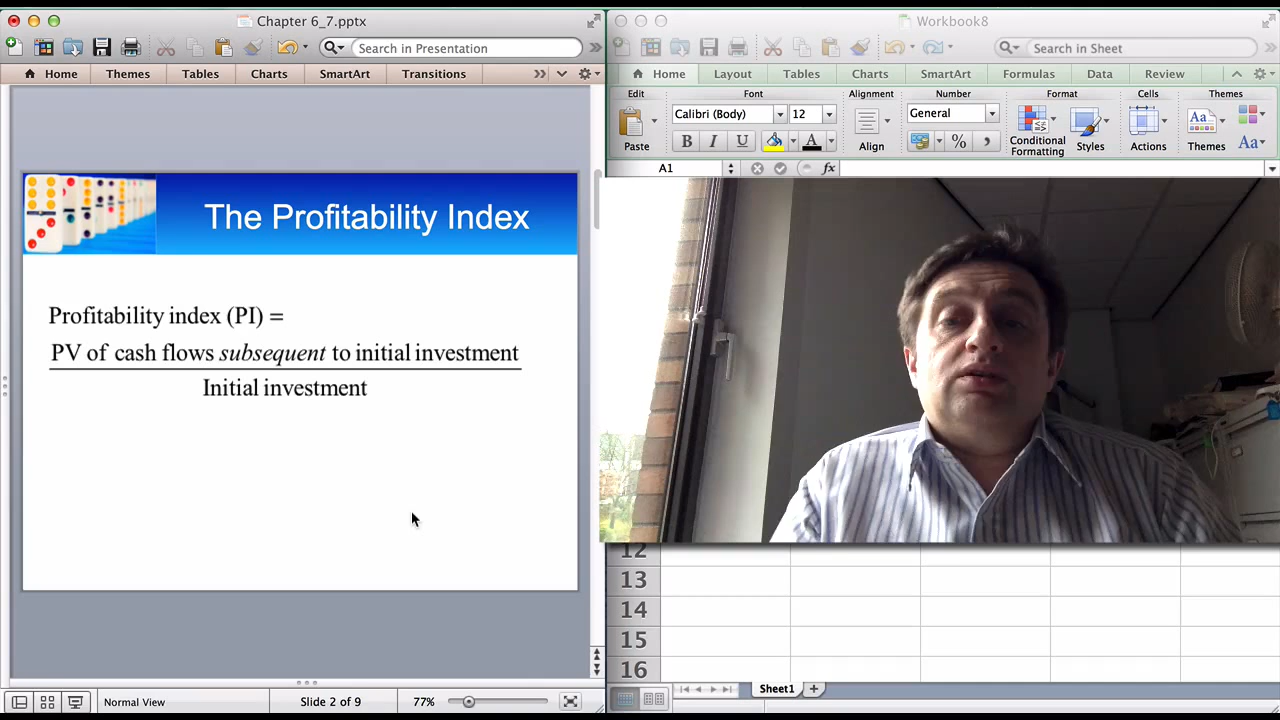 Chapter 6_7.pptx
Search in Presentation
Home Themes Tables Charts SmartArt Transitions
The Profitability Index
Profitability index (PI) =
PV of cash flows subsequent to initial investment
Initial investment
Normal View
Slide 2 of 9
77%
Workbook8
Search in Sheet
Home Layout Tables Charts SmartArt Formulas Data Review
Edit Font Alignment Number Format Cells Themes
Calibri (Body) 12 General
B I U A % , Aa Aa
Paste Align Conditional Formatting Styles Actions Themes
A1 fx
12
13
14
15
16
Sheet1